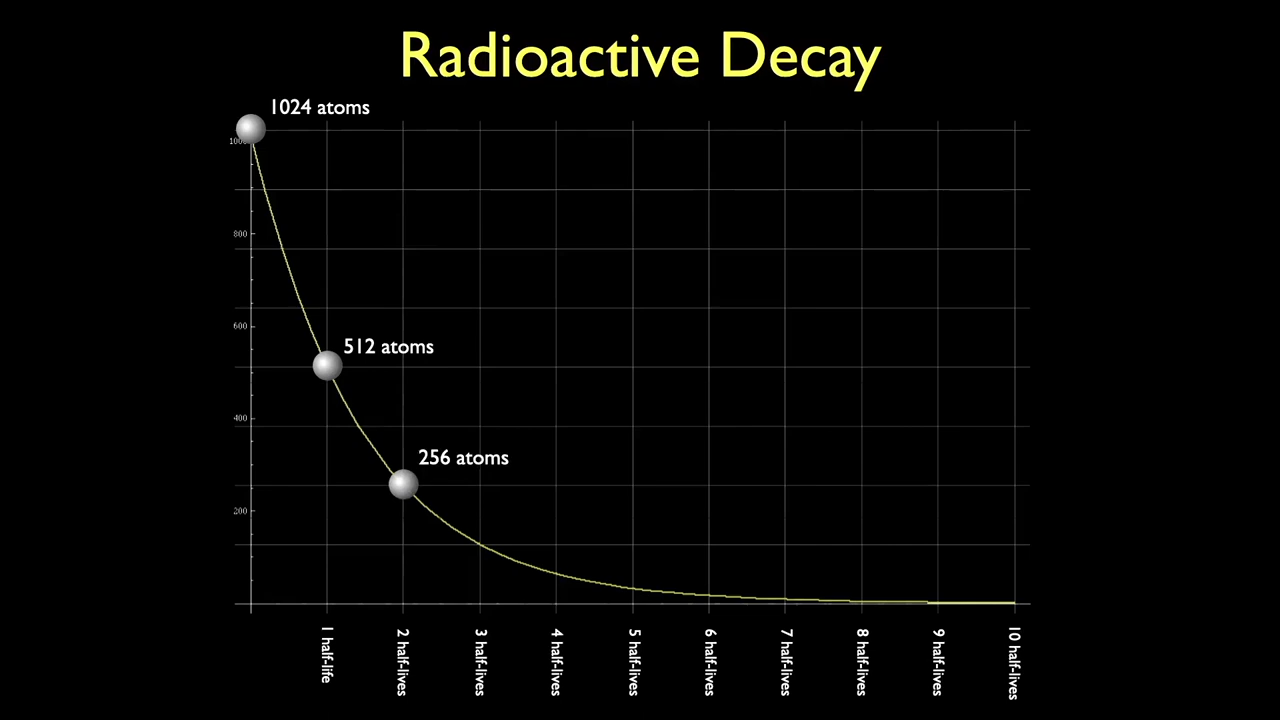 Radioactive Decay
1024 atoms
1000
800
600
512 atoms
400
256 atoms
200
1 half-life
2 half-lives
3 half-lives
4 half-lives
5 half-lives
6 half-lives
7 half-lives
8 half-lives
9 half-lives
10 half-lives